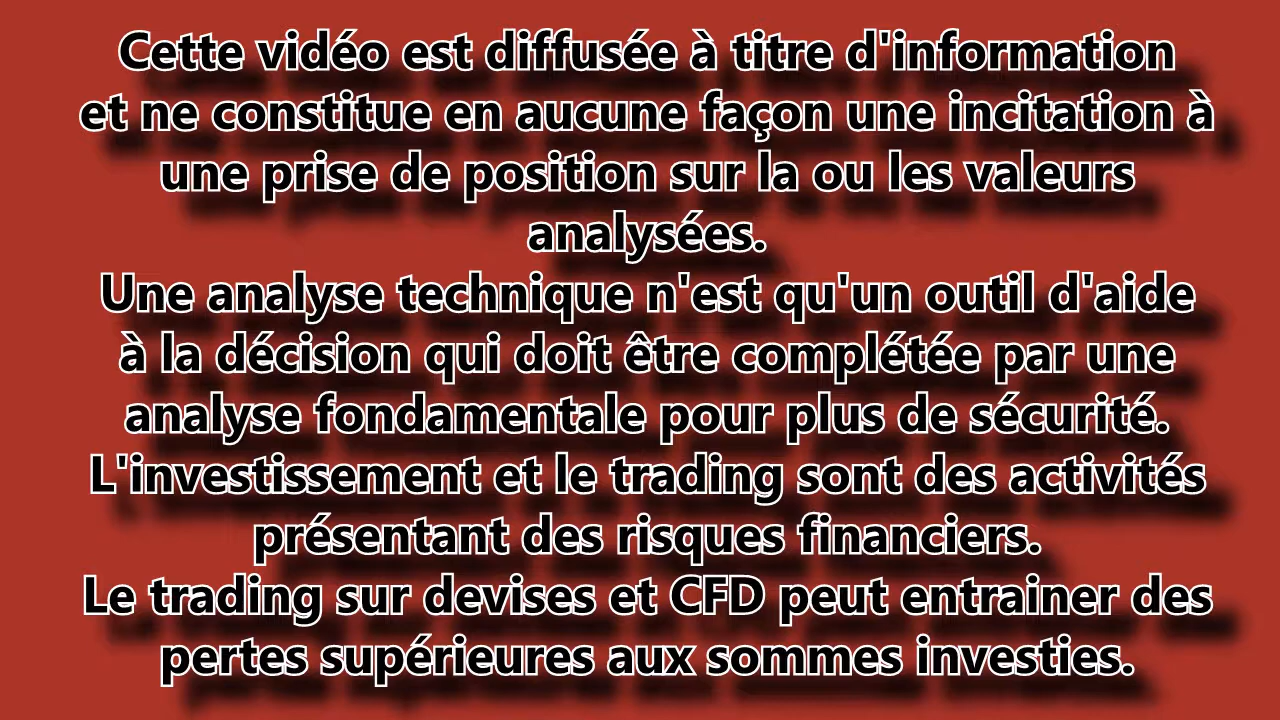 Cette vidéo est diffusée à titre d'information
et ne constitue en aucune façon une incitation à
une prise de position sur la ou les valeurs
analysées.
Une analyse technique n'est qu'un outil d'aide
à la décision qui doit être complétée par une
analyse fondamentale pour plus de sécurité.
L'investissement et le trading sont des activités
présentant des risques financiers.
Le trading sur devises et CFD peut entrainer des
pertes supérieures aux sommes investies.